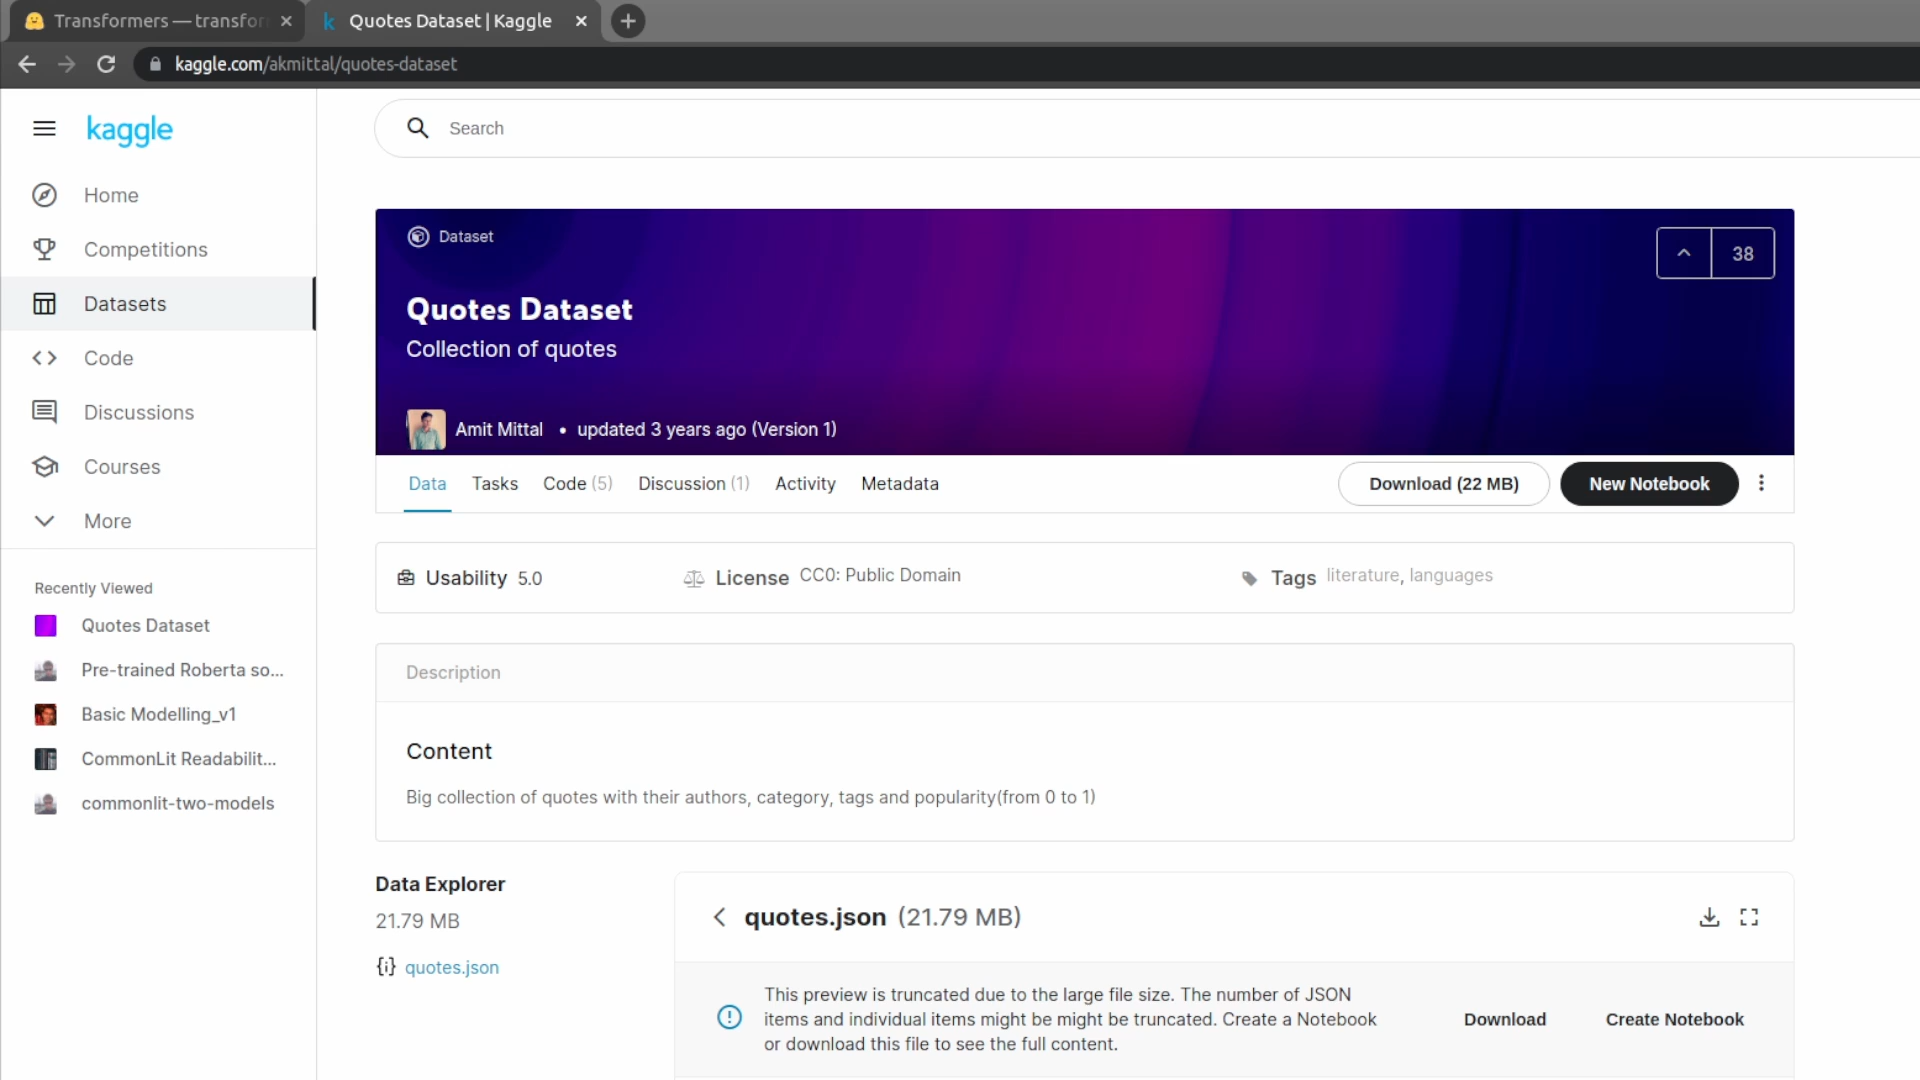 Transformers — transfor
Quotes Dataset | Kaggle
kaggle.com/akmittal/quotes-dataset
kaggle
Search
Home
Competitions
Datasets
Code
Discussions
Courses
More
Recently Viewed
Quotes Dataset
Pre-trained Roberta so...
Basic Modelling_v1
CommonLit Readabilit...
commonlit-two-models
Dataset
38
Quotes Dataset
Collection of quotes
Amit Mittal • updated 3 years ago (Version 1)
Data Tasks Code (5) Discussion (1) Activity Metadata Download (22 MB) New Notebook
Usability 5.0 License CC0: Public Domain Tags literature, languages
Description
Content
Big collection of quotes with their authors, category, tags and popularity(from 0 to 1)
Data Explorer
21.79 MB
{i} quotes.json
quotes.json (21.79 MB)
This preview is truncated due to the large file size. The number of JSON
items and individual items might be might be truncated. Create a Notebook
or download this file to see the full content.
Download Create Notebook